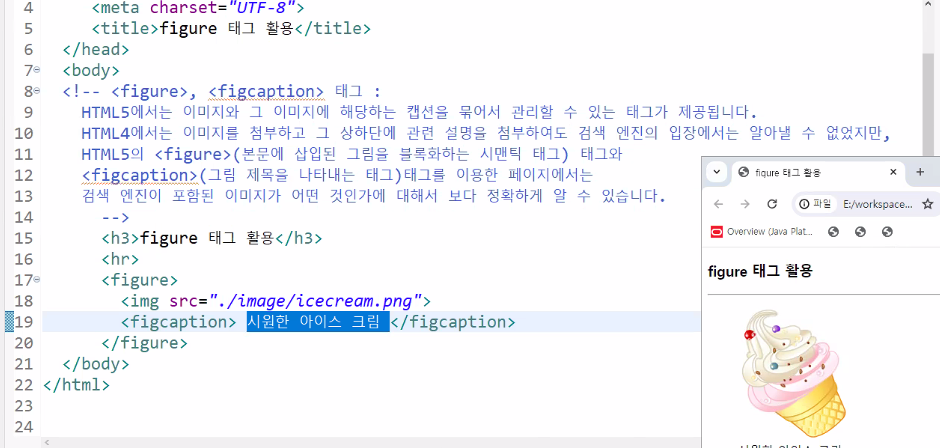 4 <meta charset="UTF-8">
5 <title>figure 태그 활용</title>
6 </head>
7 <body>
8 <!-- <figure>, <figcaption> 태그 :
9 HTML5에서는 이미지와 그 이미지에 해당하는 캡션을 묶어서 관리할 수 있는 태그가 제공됩니다.
10 HTML4에서는 이미지를 첨부하고 그 상하단에 관련 설명을 첨부하여도 검색 엔진의 입장에서는 알아낼 수 없었지만,
11 HTML5의 <figure>(본문에 삽입된 그림을 블록화하는 시맨틱 태그) 태그와
12 <figcaption>(그림 제목을 나타내는 태그)태그를 이용한 페이지에서는
13 검색 엔진이 포함된 이미지가 어떤 것인가에 대해서 보다 정확하게 알 수 있습니다.
14 -->
15 <h3>figure 태그 활용</h3>
16 <hr>
17 <figure>
18 <img src="./image/icecream.png">
19 <figcaption> 시원한 아이스 크림 </figcaption>
20 </figure>
21 </body>
22 </html>
23
24
figure 태그 활용
파일 E:/workspace...
Overview (Java Plat...
figure 태그 활용